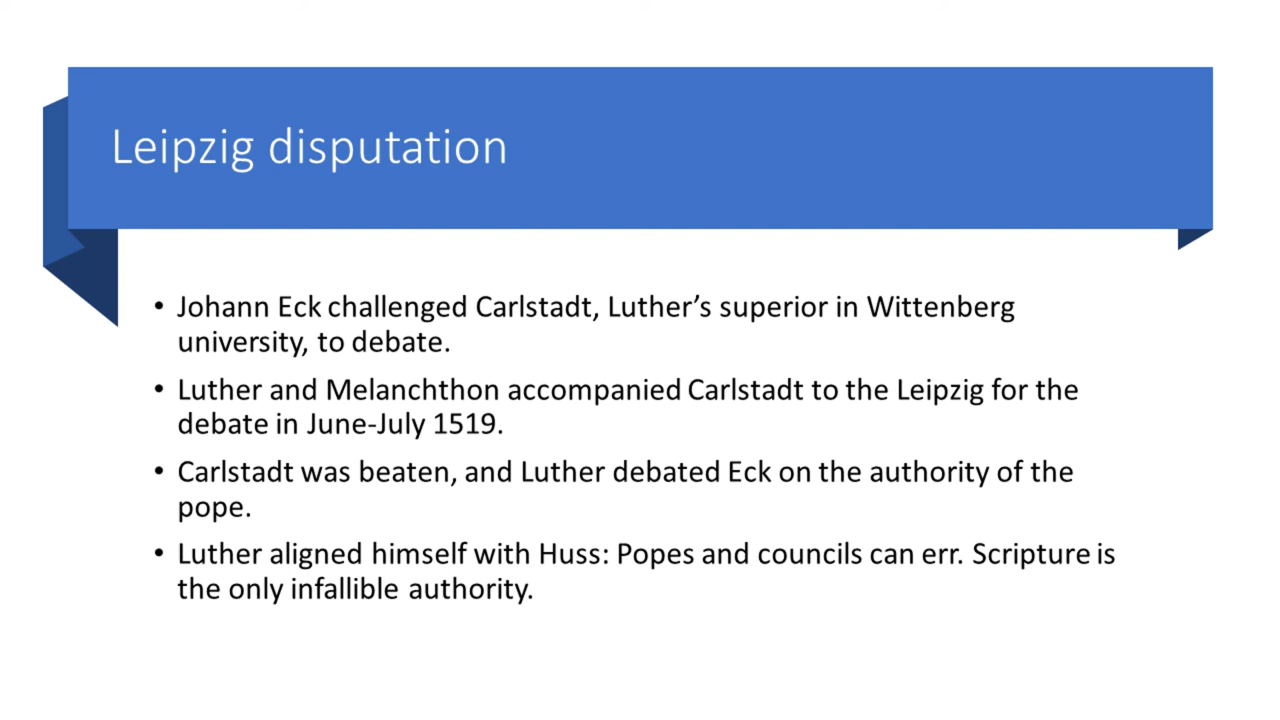 Leipzig disputation
• Johann Eck challenged Carlstadt, Luther’s superior in Wittenberg
university, to debate.
• Luther and Melanchthon accompanied Carlstadt to the Leipzig for the
debate in June-July 1519.
• Carlstadt was beaten, and Luther debated Eck on the authority of the
pope.
• Luther aligned himself with Huss: Popes and councils can err. Scripture is
the only infallible authority.